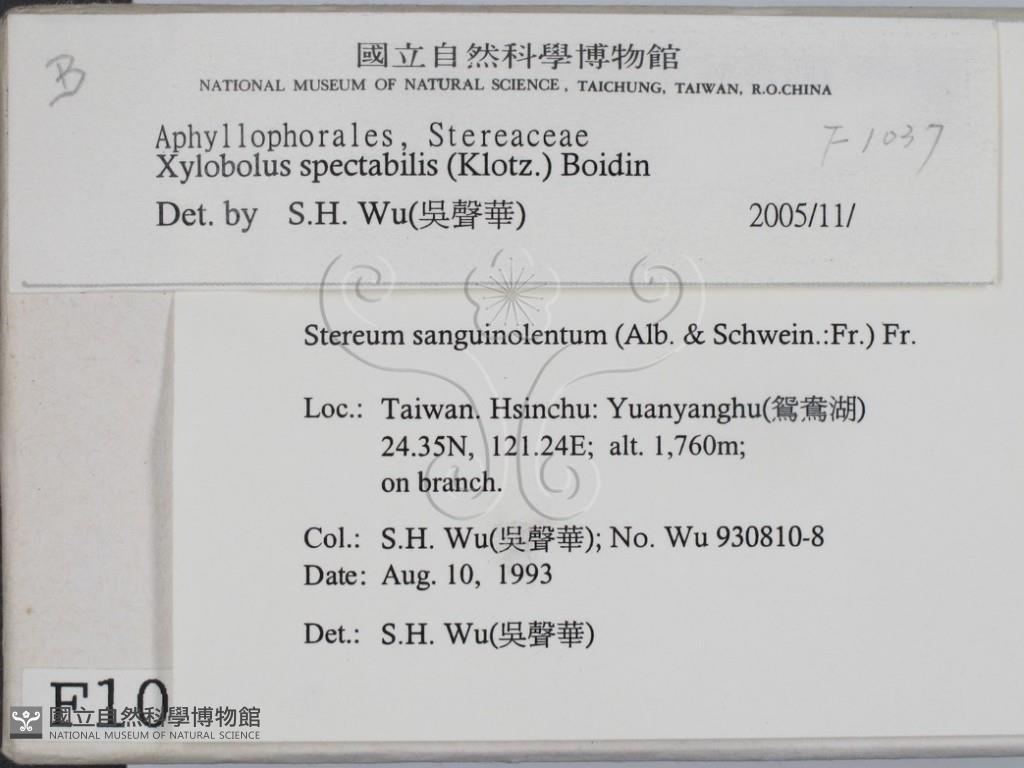 B
國立自然科學博物館
NATIONAL MUSEUM OF NATURAL SCIENCE, TAICHUNG, TAIWAN, R.O.CHINA
Aphyllophorales, Stereaceae
F1037
Xylobolus spectabilis (Klotz.) Boidin
Det. by S.H. Wu(吳聲華) 2005/11/
Stereum sanguinolentum (Alb. & Schwein.:Fr.) Fr.
Loc.: Taiwan. Hsinchu: Yuanyanghu(鴛鴦湖)
24.35N, 121.24E; alt. 1,760m;
on branch.
Col.: S.H. Wu(吳聲華); No. Wu 930810-8
Date: Aug. 10, 1993
Det.: S.H. Wu(吳聲華)
F10
國立自然科學博物館
NATIONAL MUSEUM OF NATURAL SCIENCE